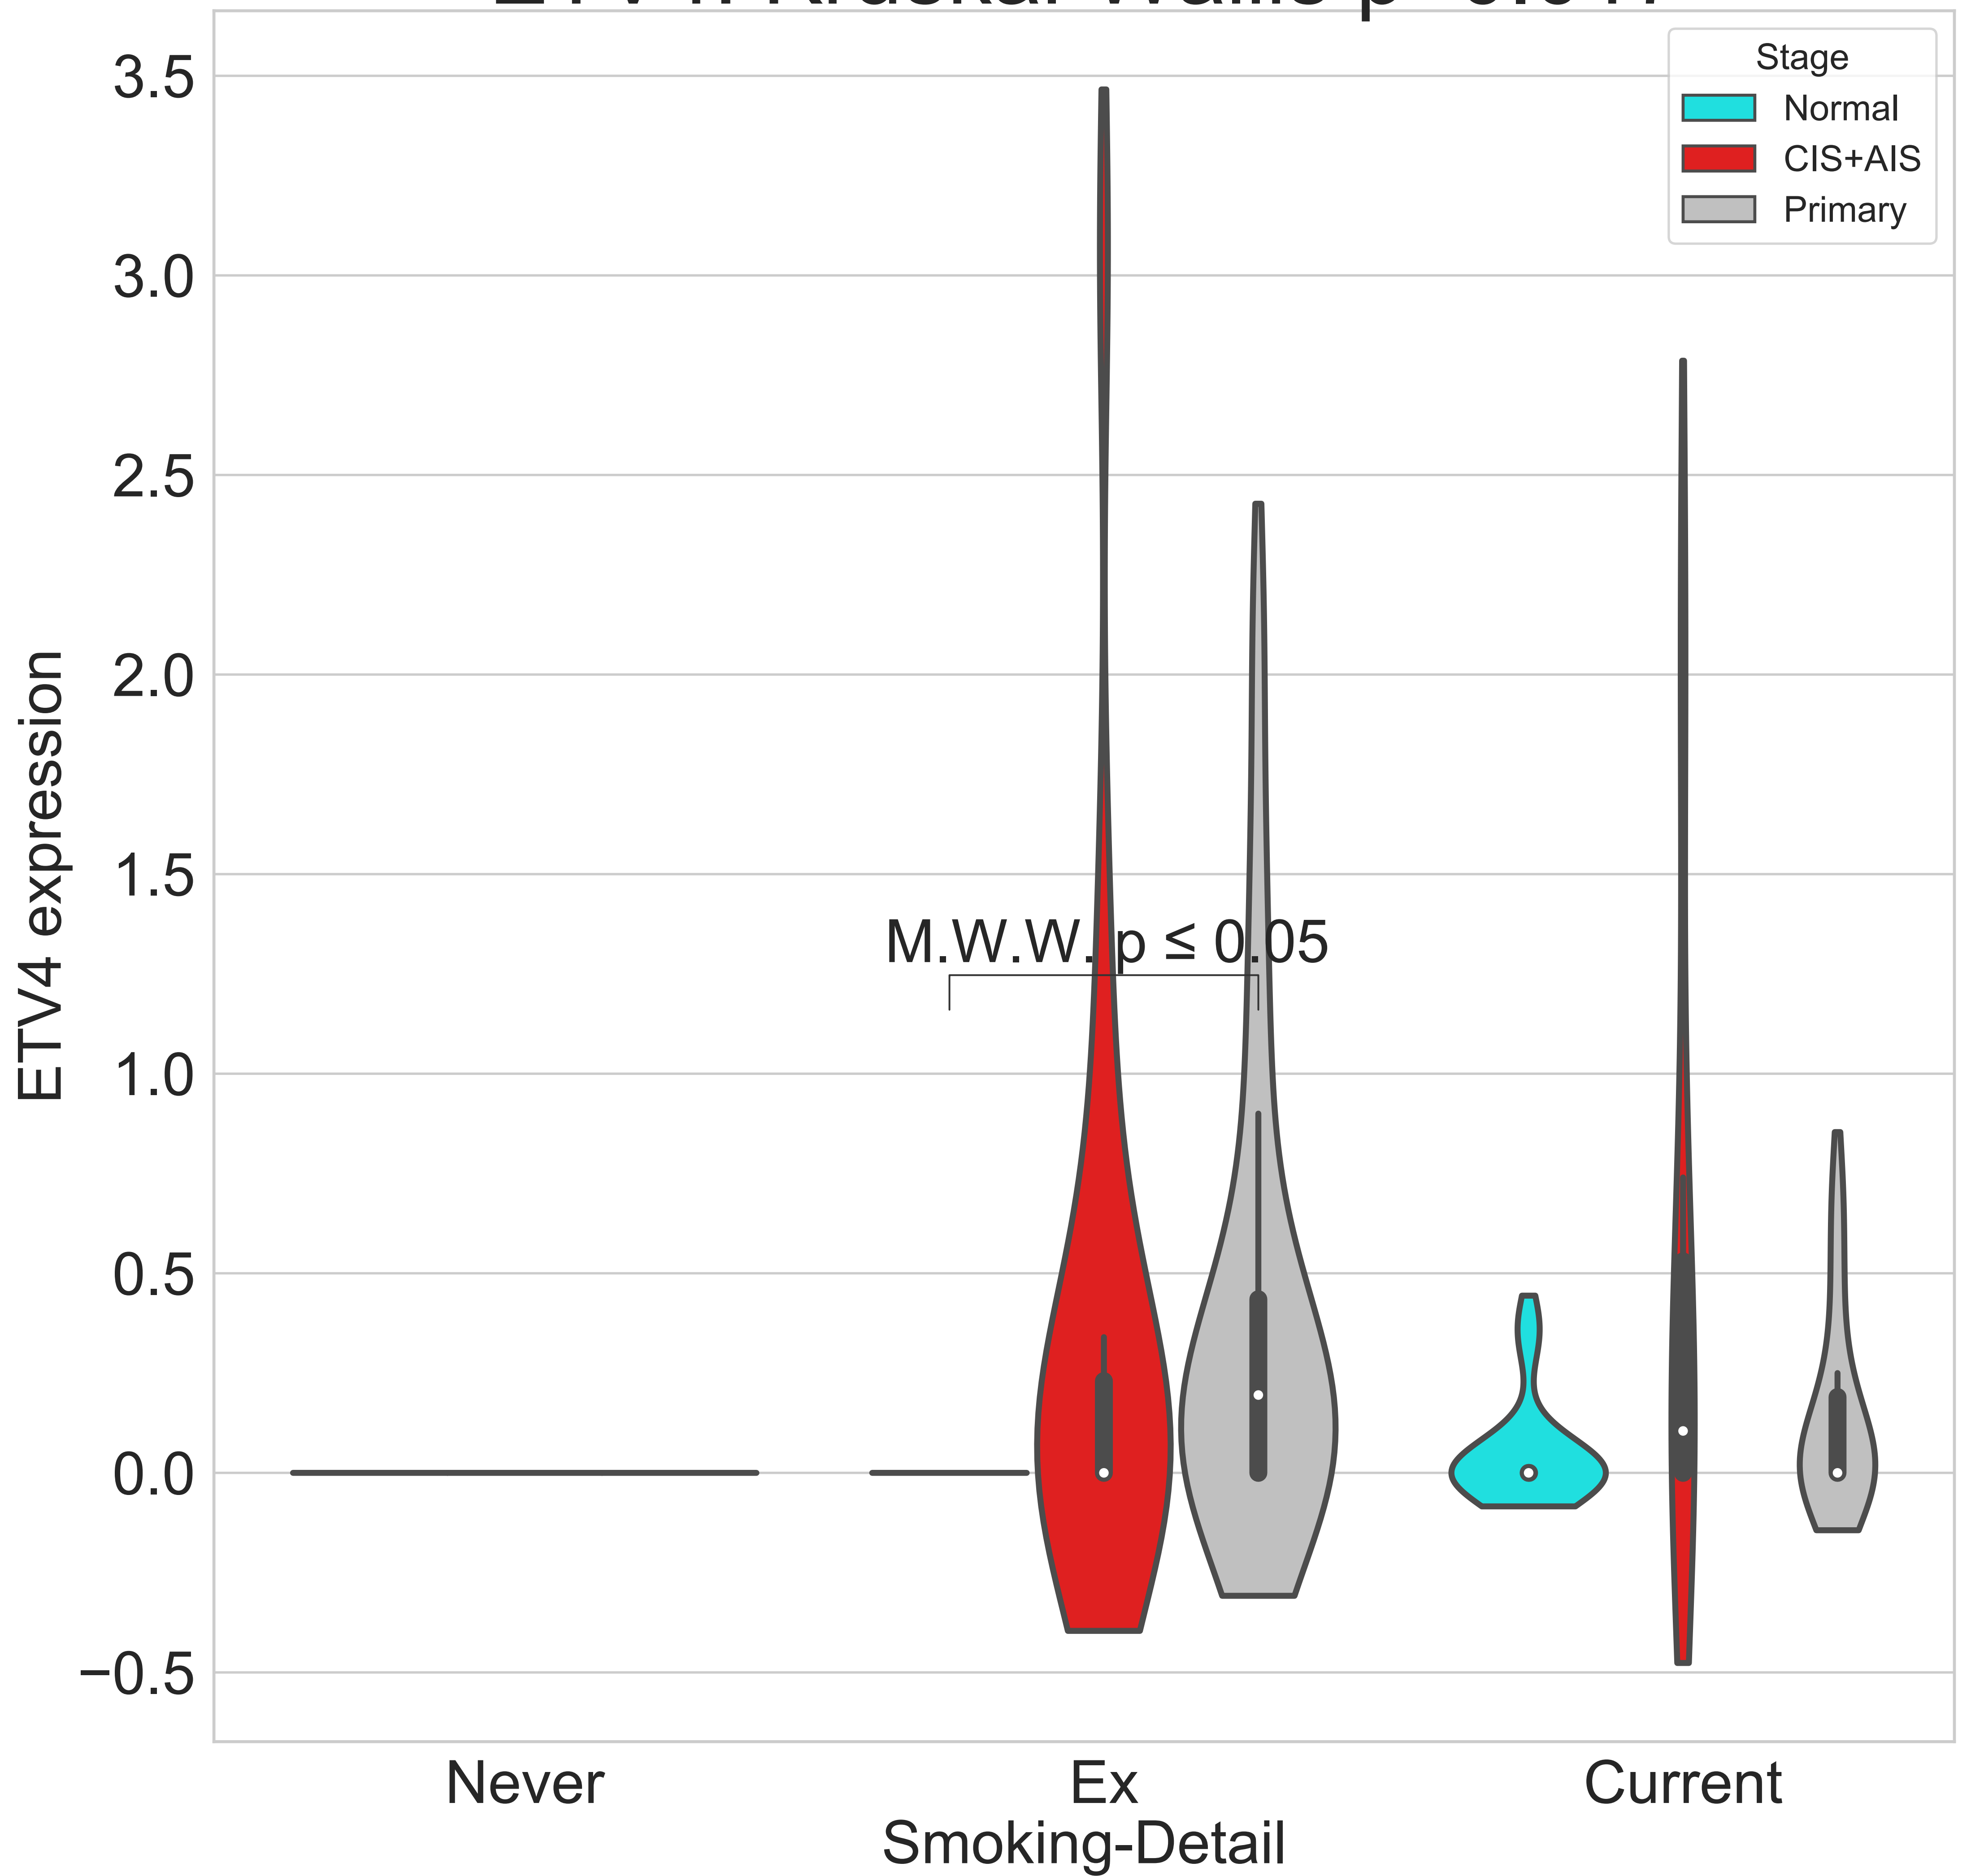 Stage
Normal
CIS+AIS
Primary
3.5
3.0
2.5
2.0
1.5
1.0
0.5
0.0
−0.5
ETV4 expression
M.W.W. p ≤ 0.05
Never
Ex
Current
Smoking-Detail